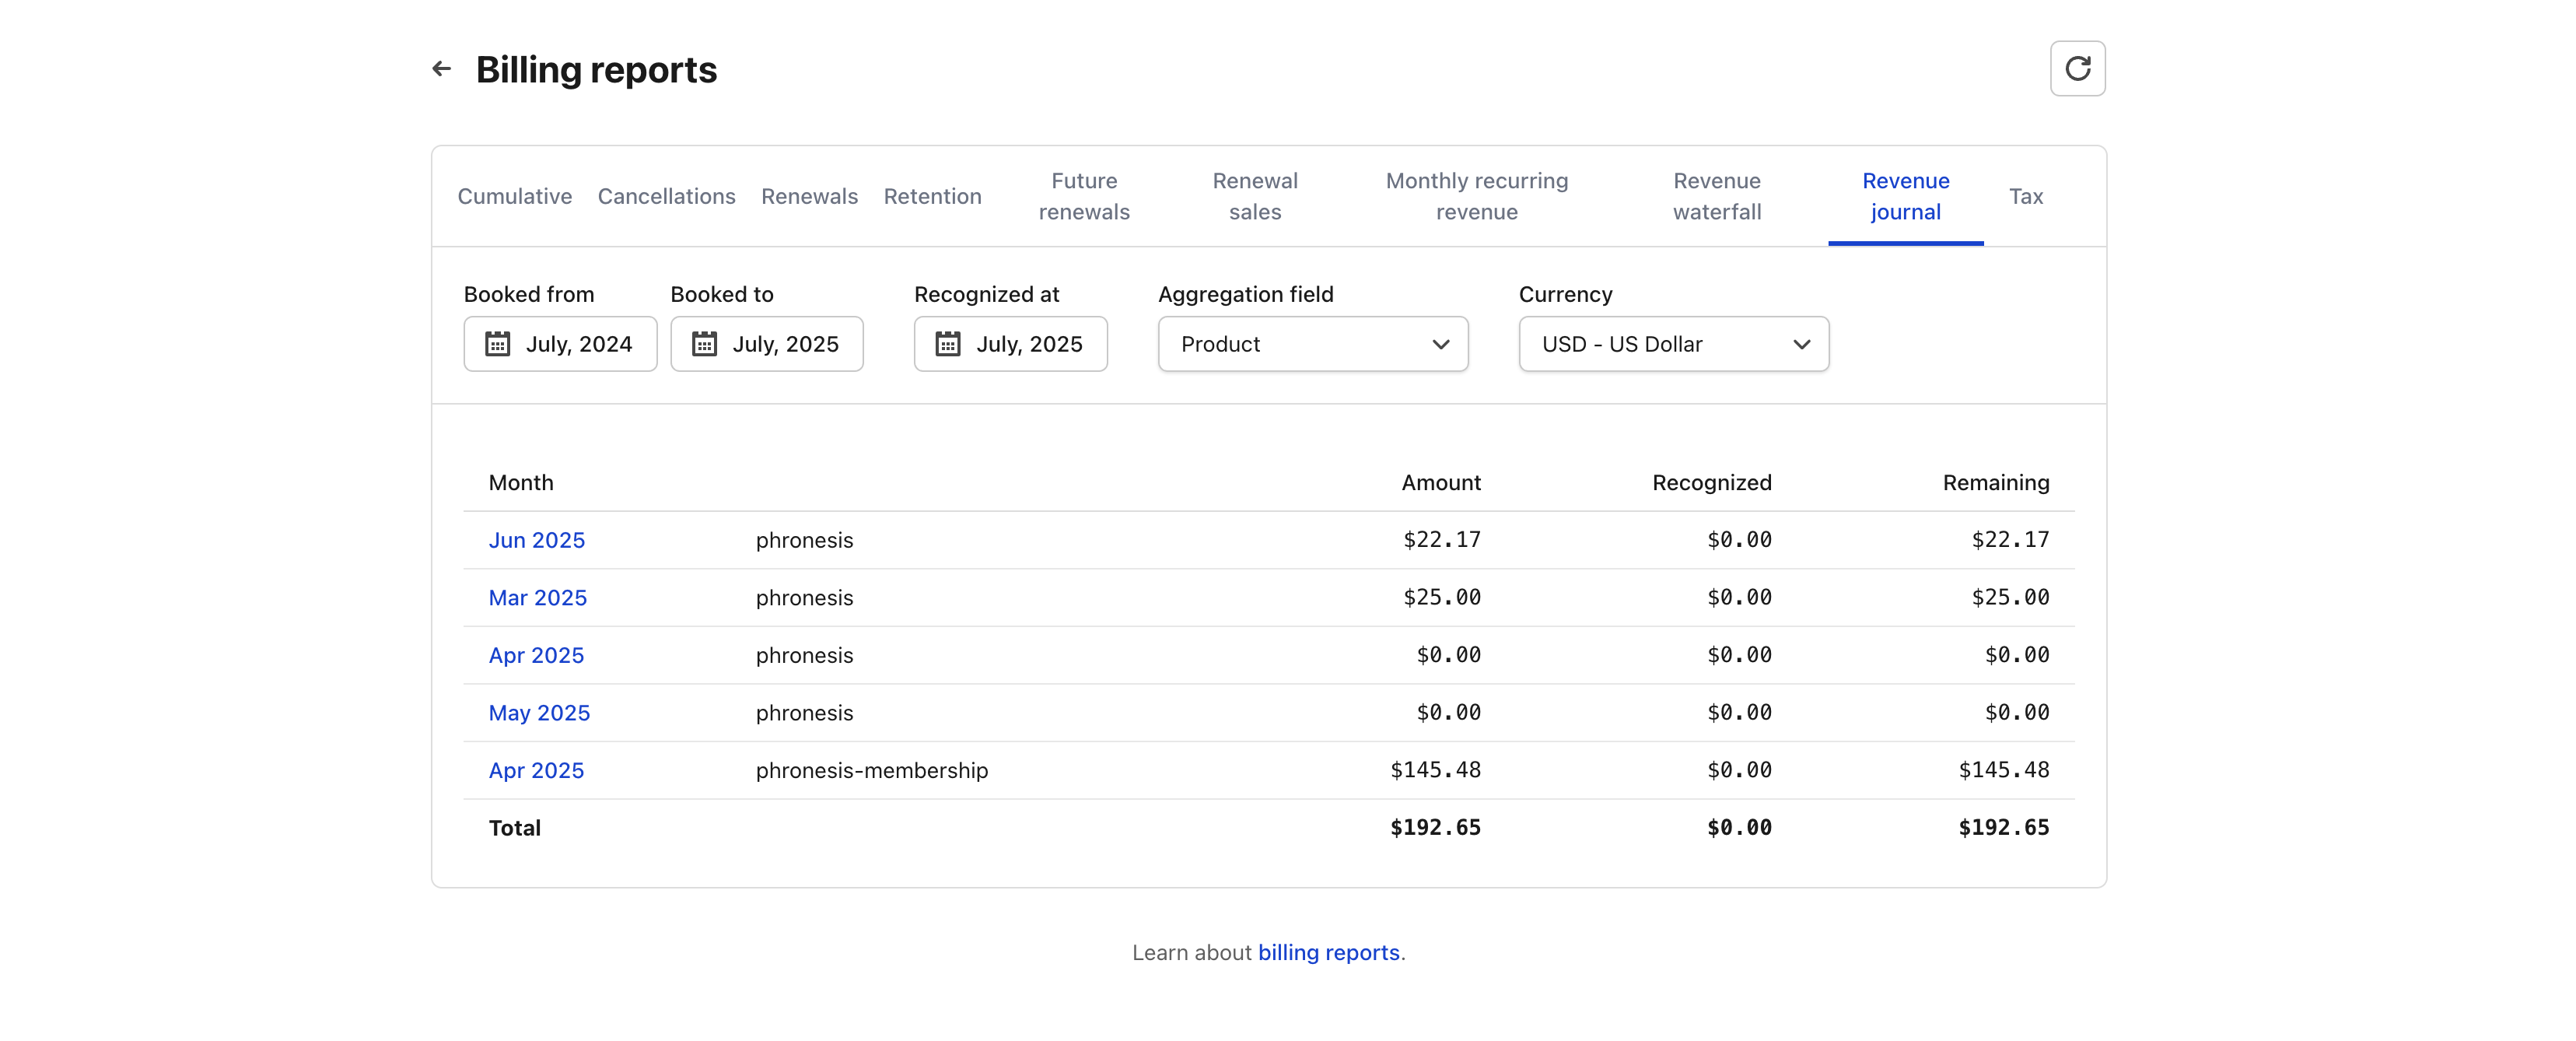 Billing reports
Cumulative
Cancellations
Renewals
Retention
Future
renewals
Renewal
sales
Monthly recurring
revenue
Revenue
waterfall
Revenue
journal
Tax
Booked from
Booked to
Recognized at
Aggregation field
Currency
July, 2024
July, 2025
July, 2025
Product
USD - US Dollar
Month Amount Recognized Remaining
Jun 2025 phronesis $22.17 $0.00 $22.17
Mar 2025 phronesis $25.00 $0.00 $25.00
Apr 2025 phronesis $0.00 $0.00 $0.00
May 2025 phronesis $0.00 $0.00 $0.00
Apr 2025 phronesis-membership $145.48 $0.00 $145.48
Total $192.65 $0.00 $192.65
Learn about billing reports.